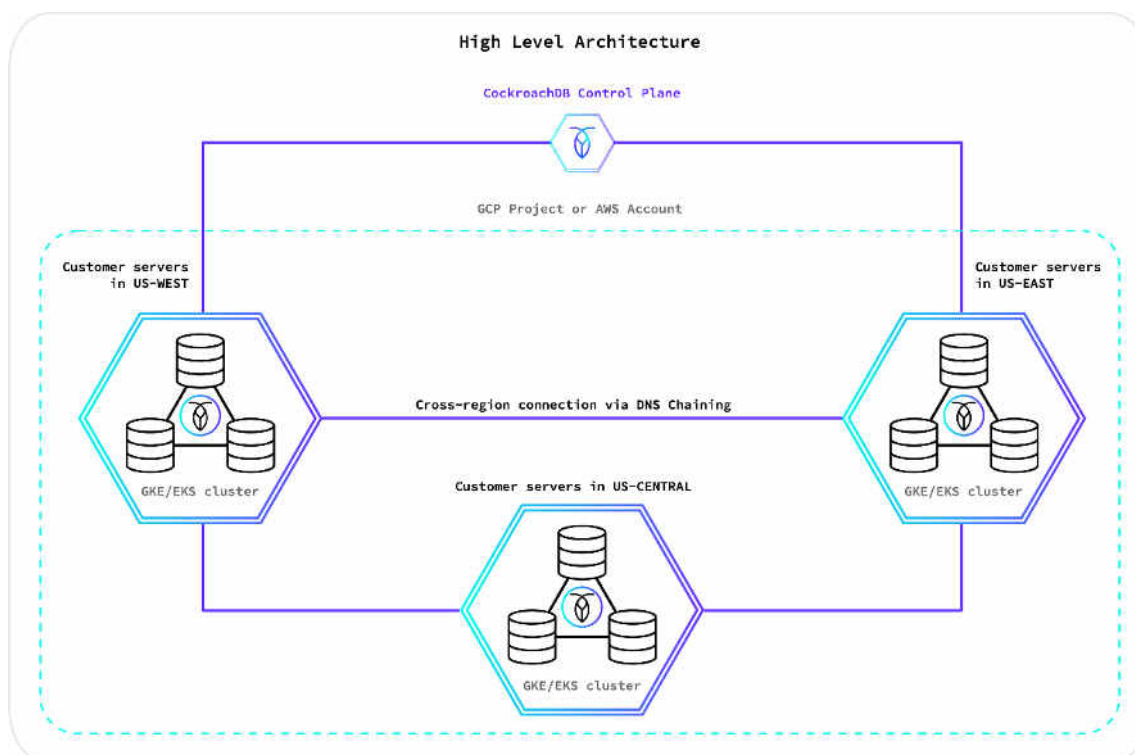 High Level Architecture
CockroachDB Control Plane
GCP Project or AWS Account
Customer servers
in US-WEST
Customer servers
in US-EAST
Cross-region connection via DNS Chaining
GKE/EKS cluster
GKE/EKS cluster
Customer servers in US-CENTRAL
GKE/EKS cluster